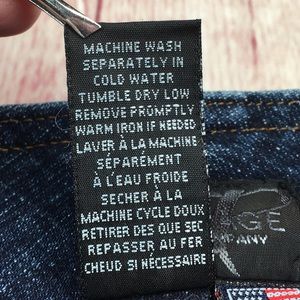 MACHINE WASH
SEPARATELY IN
COLD WATER
TUMBLE DRY LOW
REMOVE PROMPTLY
WARM IRON IF NEEDED
LAVER À LA MACHINE
SÉPARÉMENT
À L'EAU FROIDE
SECHER À LA
MACHINE CYCLE DOUX
RETIRER DES QUE SEC
REPASSER AU FER
CHEUD SI NÉCESSAIRE